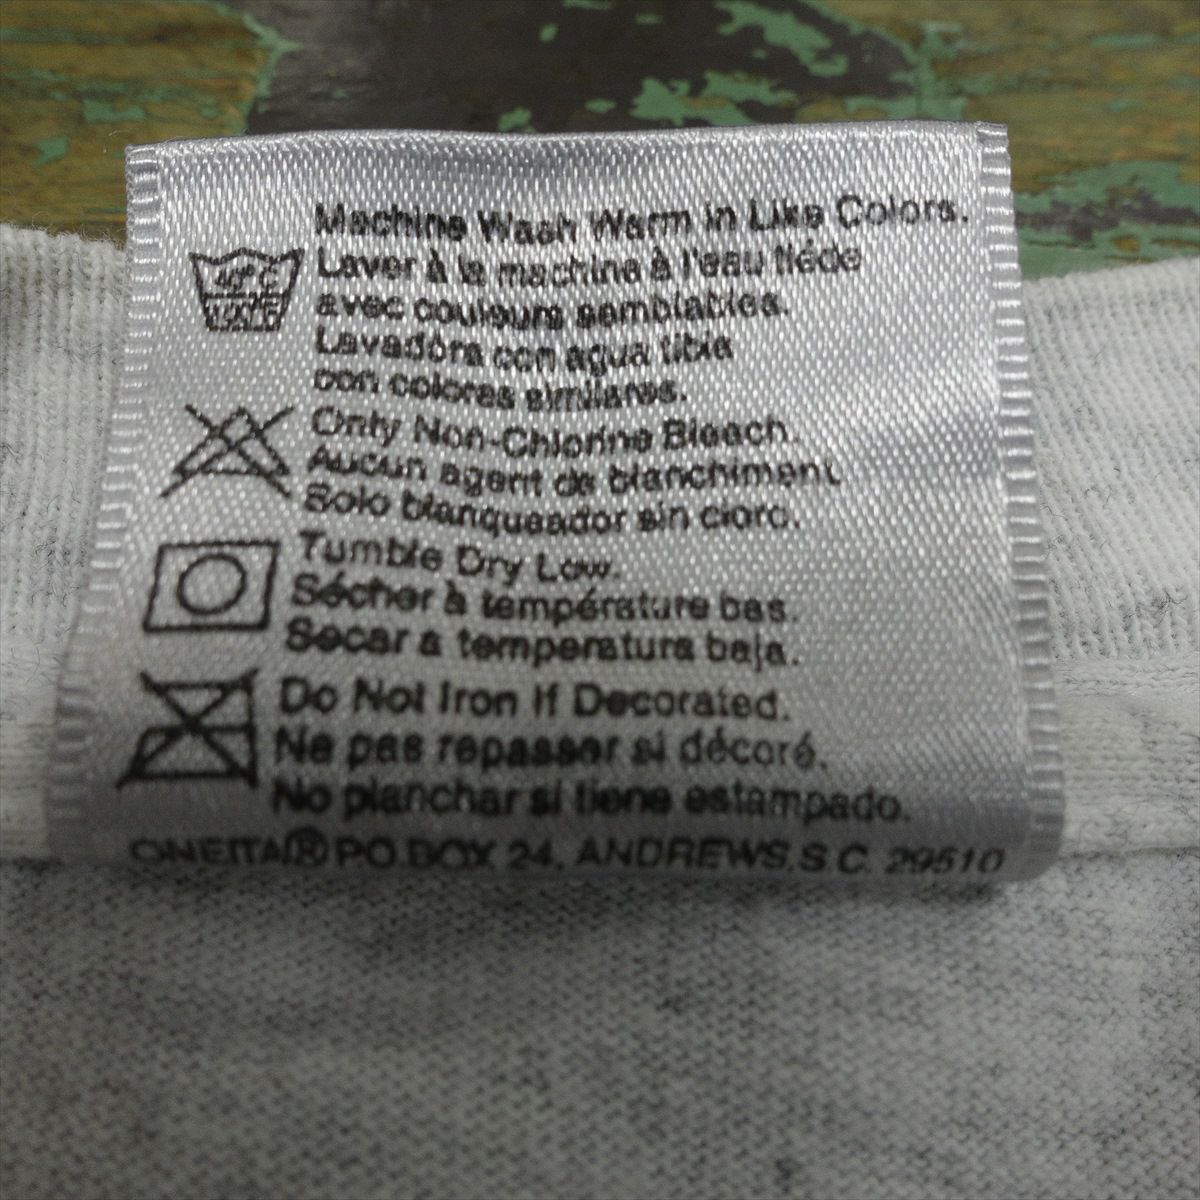 Machine Wash Warm in Like Colors.
40°C
Laver à la machine à l'eau tiède
avec couleurs semblables.
Lavadóra con agua tibia
con colores similares.
Only Non-Chlorine Bleach.
Aucun agent de blanchiment.
Solo blanqueador sin cloro.
Tumble Dry Low.
Sécher à température bas.
Secar a temperatura baja.
Do Not Iron If Decorated.
Ne pas repasser si décoré.
No planchar si tiene estampado.
ONEITA® PO.BOX 24, ANDREWS,S.C. 29510